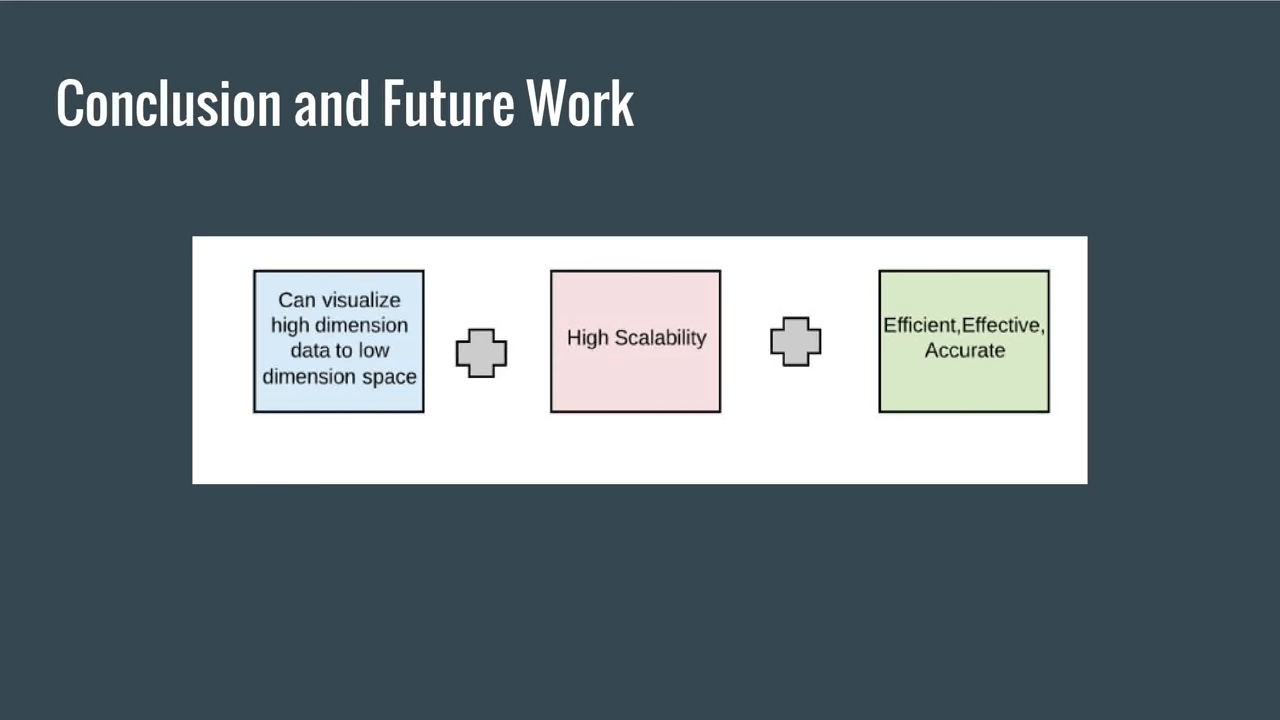 Conclusion and Future Work
Can visualize
high dimension
data to low
dimension space
High Scalability
Efficient,Effective,
Accurate